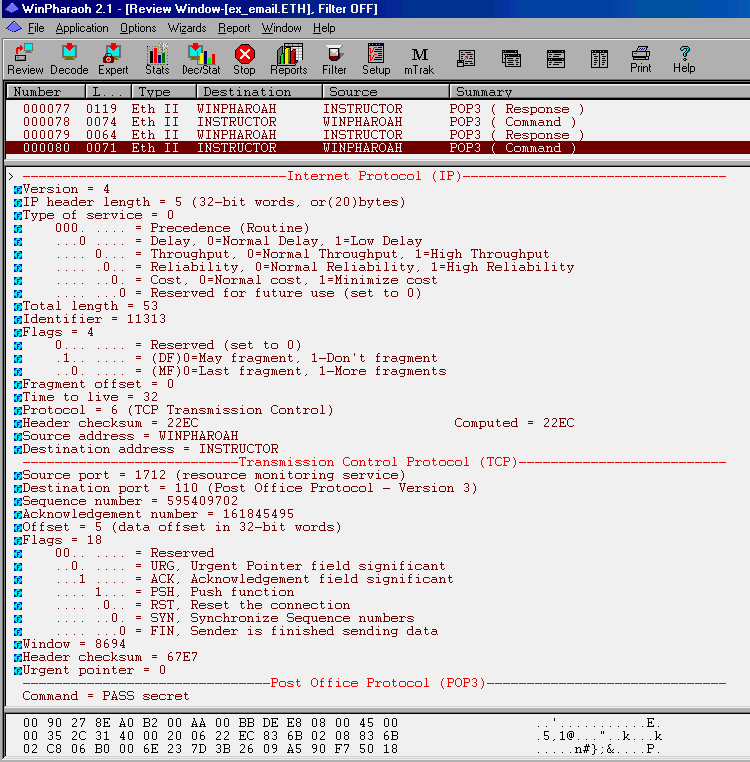 WinPharaoh 2.1 - [Review Window-[ex_email.ETH], Filter OFF]
File Application Options Wizards Report Window Help
Review Decode Expert Stats Dec/Stat Stop Reports Filter Setup mTrak Print Help
Number L... Type Destination Source Summary
000077 0119 Eth II WINPHAROAH INSTRUCTOR POP3 ( Response )
000078 0074 Eth II INSTRUCTOR WINPHAROAH POP3 ( Command )
000079 0064 Eth II WINPHAROAH INSTRUCTOR POP3 ( Response )
000080 0071 Eth II INSTRUCTOR WINPHAROAH POP3 ( Command )
> ---------------------------------Internet Protocol (IP)---------------------------------
Version = 4
IP header length = 5 (32-bit words, or(20)bytes)
Type of service = 0
000. .... = Precedence (Routine)
...0 .... = Delay, 0=Normal Delay, 1=Low Delay
.... 0... = Throughput, 0=Normal Throughput, 1=High Throughput
.... .0.. = Reliability, 0=Normal Reliability, 1=High Reliability
.... ..0. = Cost, 0=Normal cost, 1=Minimize cost
.... ...0 = Reserved for future use (set to 0)
Total length = 53
Identifier = 11313
Flags = 4
0... .... = Reserved (set to 0)
.1.. .... = (DF)0=May fragment, 1-Don't fragment
..0. .... = (MF)0=Last fragment, 1-More fragments
Fragment offset = 0
Time to live = 32
Protocol = 6 (TCP Transmission Control)
Header checksum = 22EC Computed = 22EC
Source address = WINPHAROAH
Destination address = INSTRUCTOR
---------------------------Transmission Control Protocol (TCP)--------------------------
Source port = 1712 (resource monitoring service)
Destination port = 110 (Post Office Protocol - Version 3)
Sequence number = 595409702
Acknowledgement number = 161845495
Offset = 5 (data offset in 32-bit words)
Flags = 18
00.. .... = Reserved
..0. .... = URG, Urgent Pointer field significant
...1 .... = ACK, Acknowledgement field significant
.... 1... = PSH, Push function
.... .0.. = RST, Reset the connection
.... ..0. = SYN, Synchronize Sequence numbers
.... ...0 = FIN, Sender is finished sending data
Window = 8694
Header checksum = 67E7
Urgent pointer = 0
-------------------------------Post Office Protocol (POP3)------------------------------
Command = PASS secret
00 90 27 8E A0 B2 00 AA 00 BB DE E8 08 00 45 00 ..'...........E.
00 35 2C 31 40 00 20 06 22 EC 83 6B 02 08 83 6B .5,1@..."..k...k
02 C8 06 B0 00 6E 23 7D 3B 26 09 A5 90 F7 50 18 .....n#};&....P.